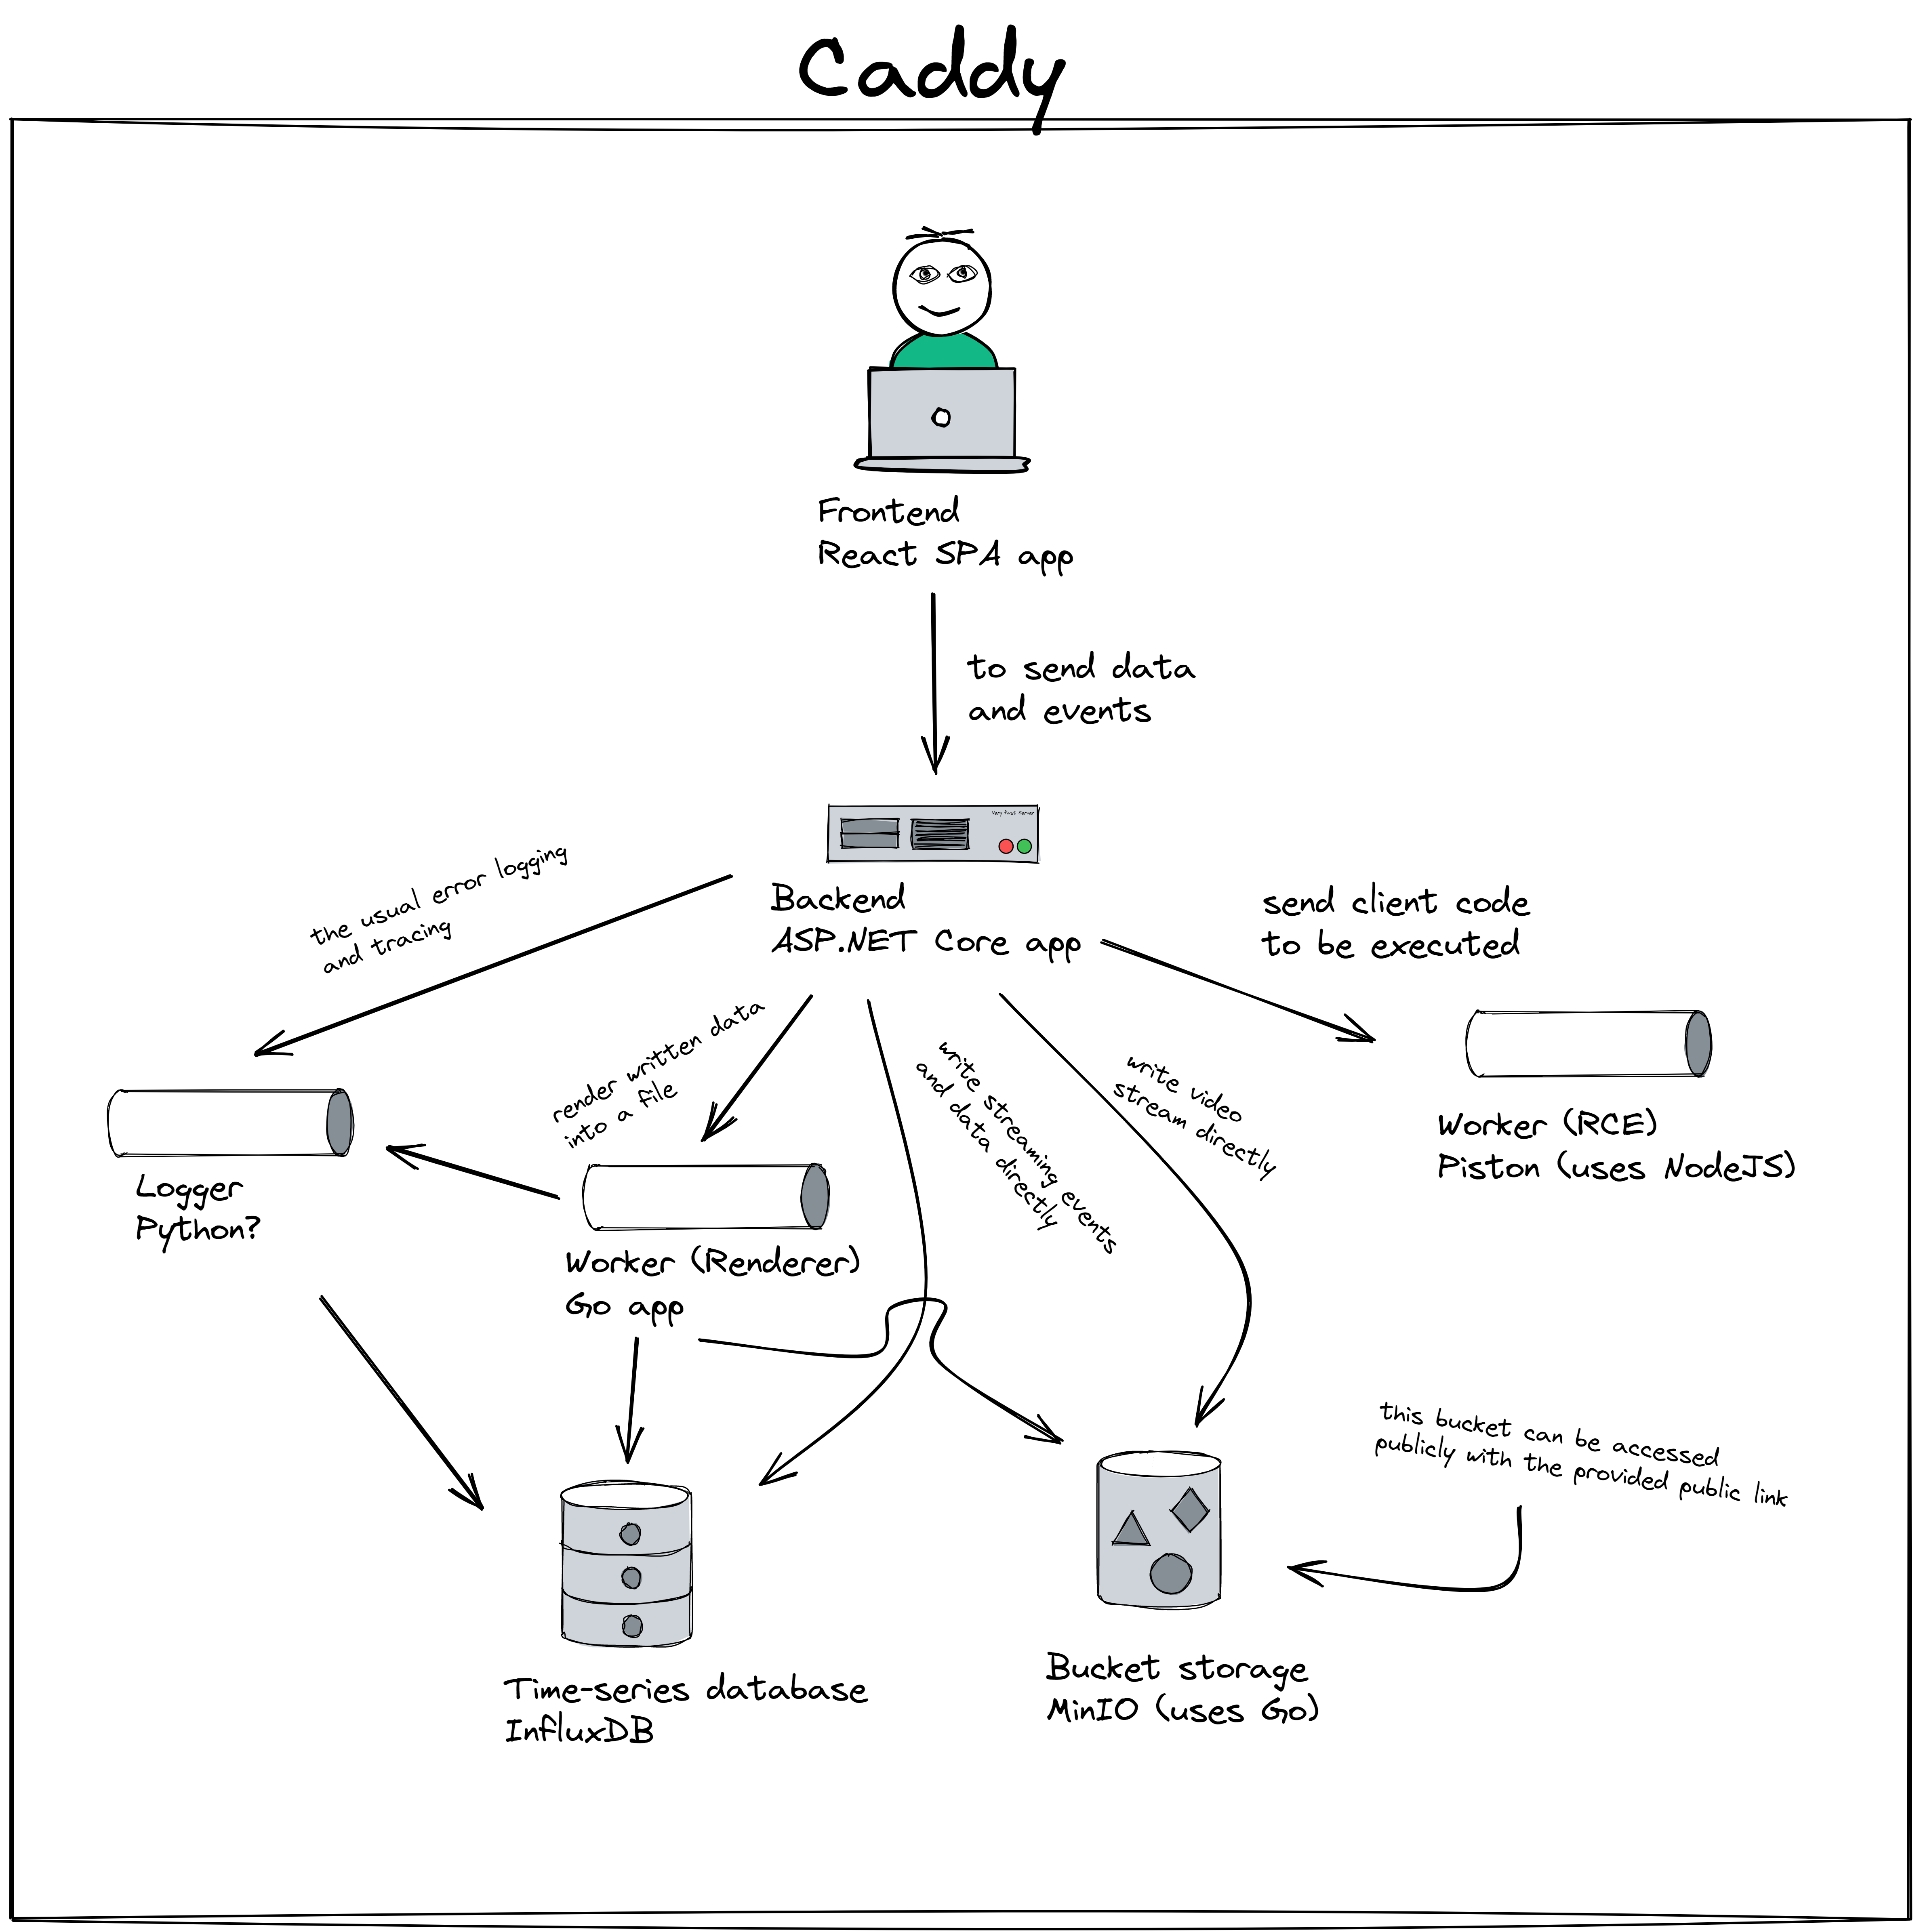 Caddy
Frontend
React SPA app
to send data
and events
Very Fast Server
Backend
ASP.NET Core app
the usual error logging
and tracing
send client code
to be executed
render written data
into a file
write streaming events
and data directly
write video
stream directly
Worker (RCE)
Piston (uses NodeJS)
Logger
Python?
Worker (Renderer)
Go app
this bucket can be accessed
publicly with the provided public link
Time-series database
InfluxDB
Bucket storage
MinIO (uses Go)